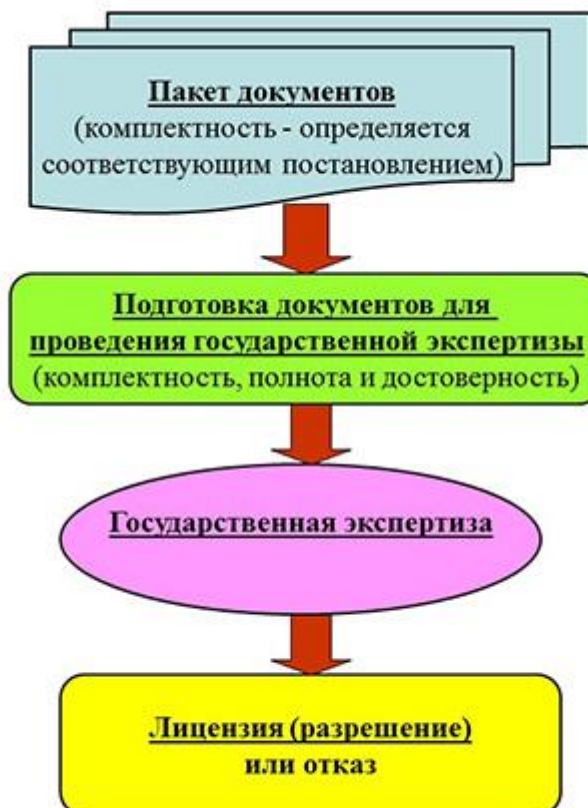 Пакет документов
(комплектность - определяется
соответствующим постановлением)
Подготовка документов для
проведения государственной экспертизы
(комплектность, полнота и достоверность)
Государственная экспертиза
Лицензия (разрешение)
или отказ